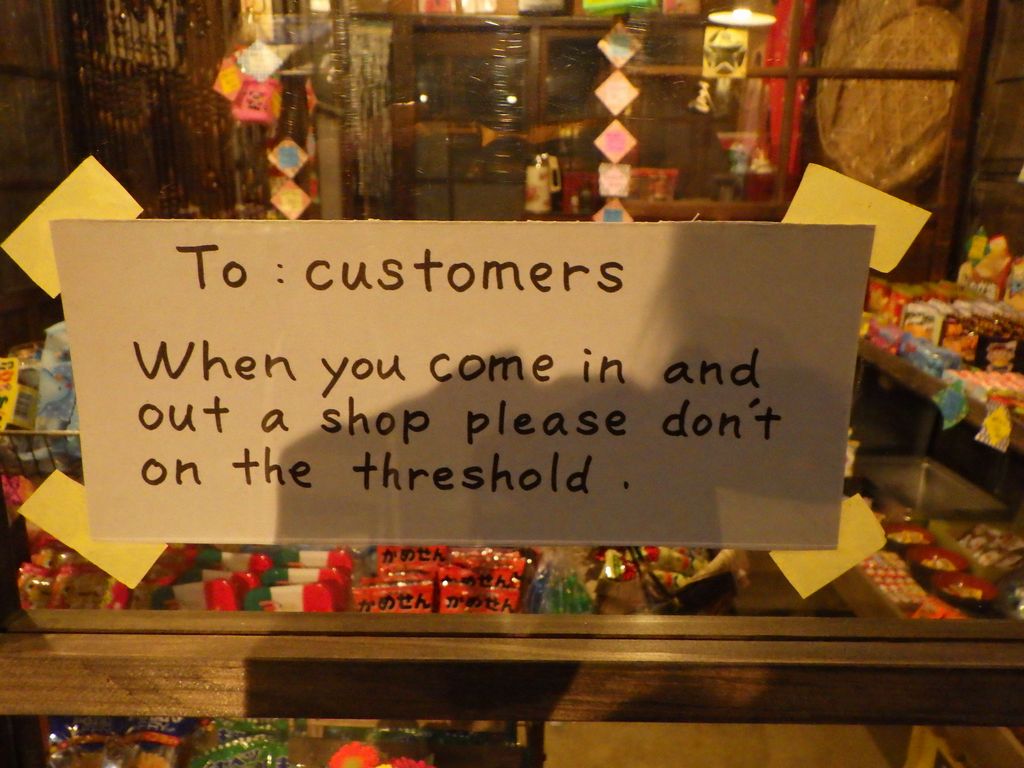 To : customers
When you come in and
out a shop please don't
on the threshold .
かめせん
かめせん
かめせん
かめせん